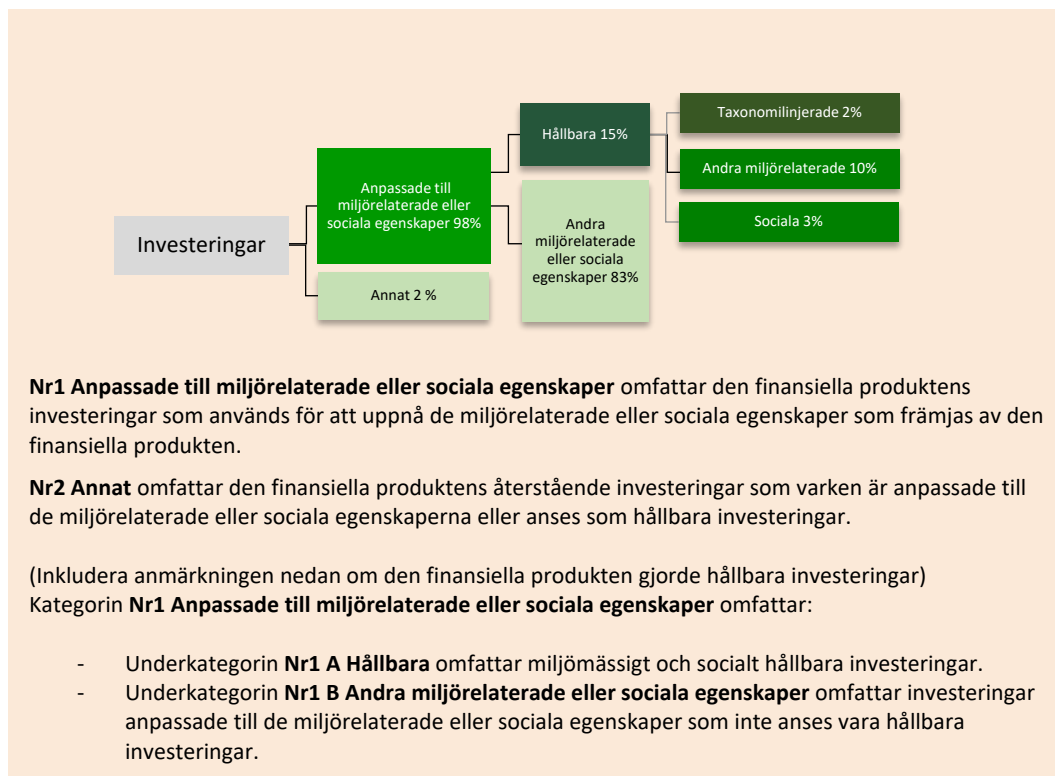 Investeringar
Anpassade till
miljörelaterade eller
sociala egenskaper 98%
Annat 2 %
Hållbara 15%
Andra
miljörelaterade
eller sociala
egenskaper 83%
Taxonomilinjerade 2%
Andra miljörelaterade 10%
Sociala 3%
Nr1 Anpassade till miljörelaterade eller sociala egenskaper omfattar den finansiella produktens
investeringar som används för att uppnå de miljörelaterade eller sociala egenskaper som främjas av den
finansiella produkten.
Nr2 Annat omfattar den finansiella produktens återstående investeringar som varken är anpassade till
de miljörelaterade eller sociala egenskaperna eller anses som hållbara investeringar.
(Inkludera anmärkningen nedan om den finansiella produkten gjorde hållbara investeringar)
Kategorin Nr1 Anpassade till miljörelaterade eller sociala egenskaper omfattar:
- Underkategorin Nr1 A Hållbara omfattar miljömässigt och socialt hållbara investeringar.
- Underkategorin Nr1 B Andra miljörelaterade eller sociala egenskaper omfattar investeringar
anpassade till de miljörelaterade eller sociala egenskaper som inte anses vara hållbara
investeringar.